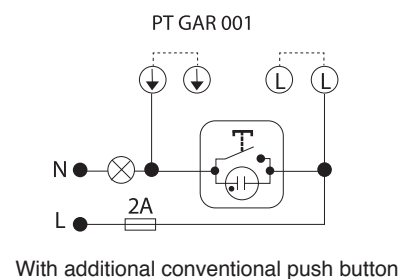 PT GAR 001
L L
N
2A
L
With additional conventional push button